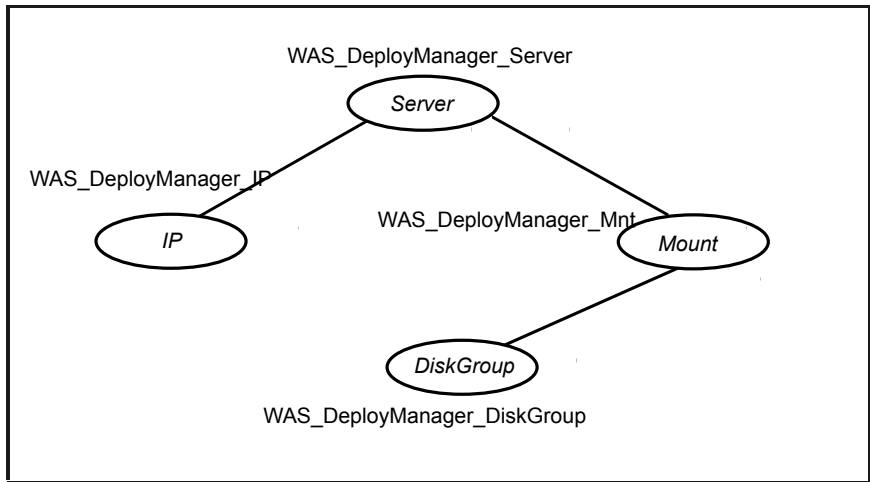 WAS_DeployManager_Server
Server
WAS_DeployManager_IP
IP
WAS_DeployManager_Mnt
Mount
DiskGroup
WAS_DeployManager_DiskGroup